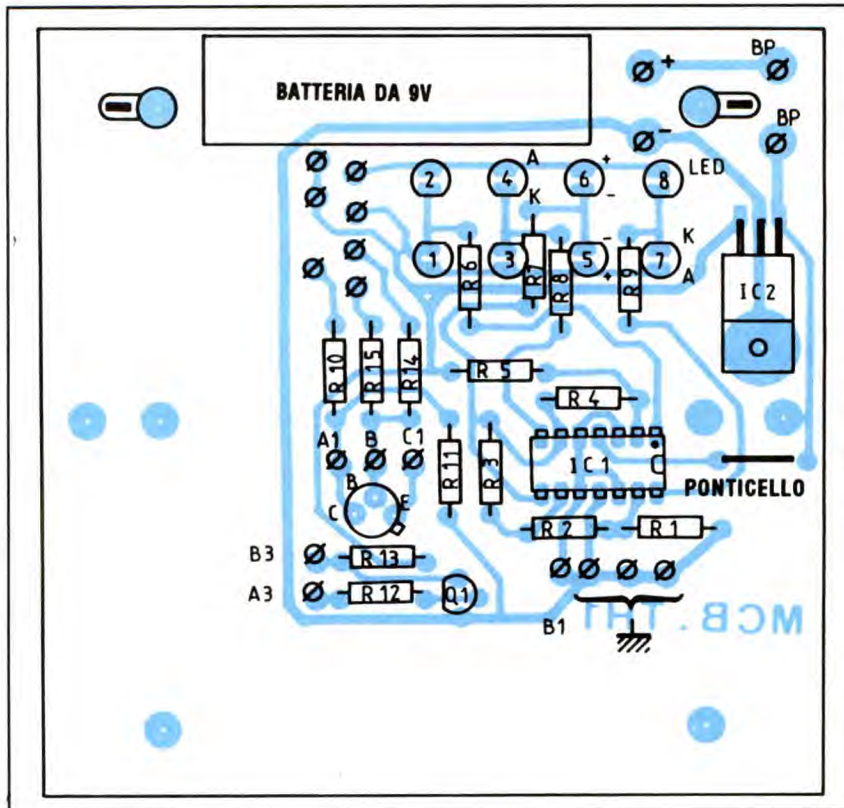 BATTERIA DA 9V
+
BP
-
BP
2
4
A
6
+
8
LED
K
-
1
3
5
-
7
K
+
A
R6
R7
R8
R9
IC2
R10
R15
R14
R5
R4
A1
B
C1
R11
R3
IC1
PONTICELLO
B
C
E
R2
R1
B3
R13
A3
R12
Q1
B1
MCB.TH1